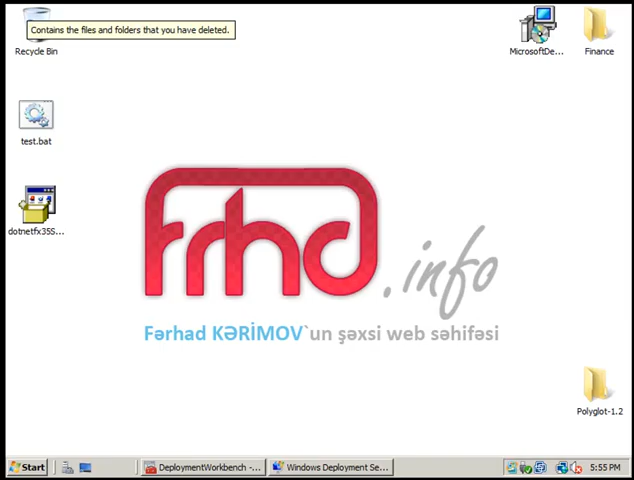 Contains the files and folders that you have deleted.
Recycle Bin
MicrosoftDe...
Finance
test.bat
dotnetfx35S...
frhd.info
Fərhad KƏRİMOV`un şəxsi web səhifəsi
Polyglot-1.2
Start
DeploymentWorkbench -...
Windows Deployment Se...
5:55 PM